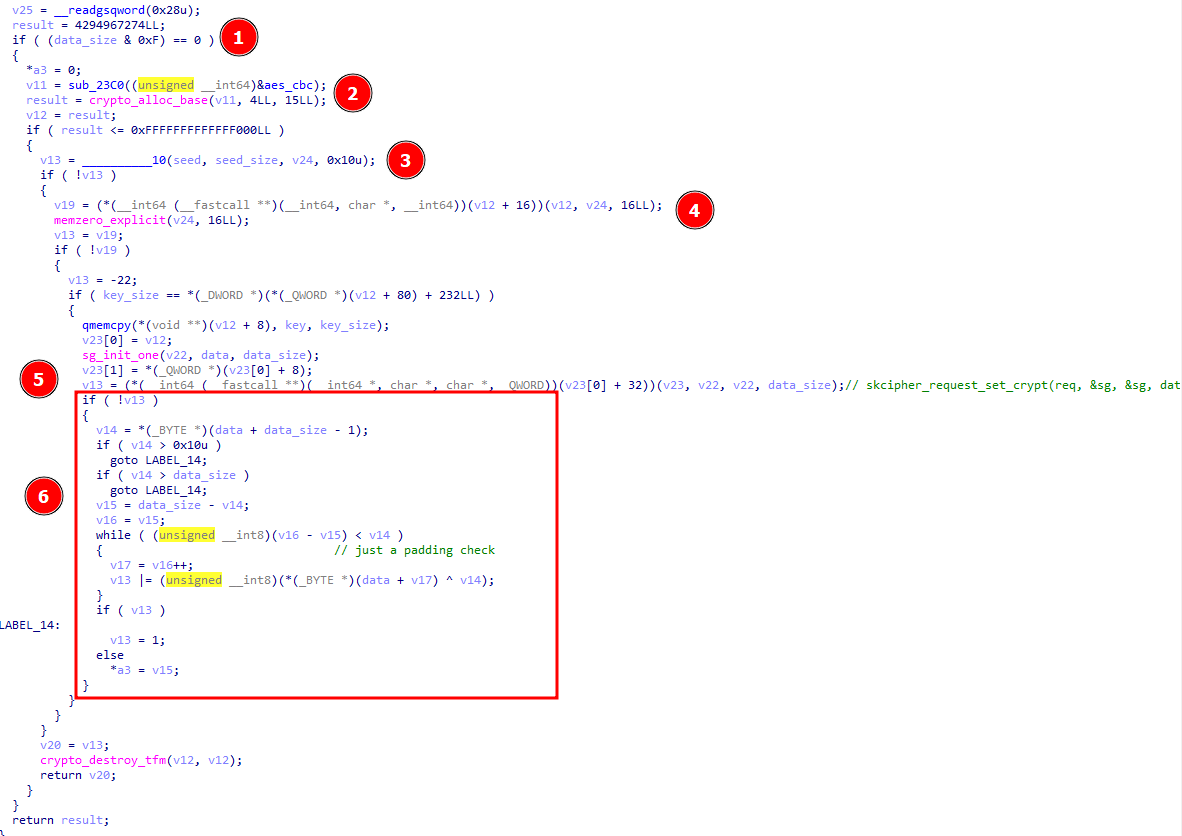 v25 = __readgsqword(0x28u);
result = 4294967274LL;
if ( (data_size & 0xF) == 0 ) 1
{
*a3 = 0;
v11 = sub_23C0((unsigned __int64)&aes_cbc);
result = crypto_alloc_base(v11, 4LL, 15LL); 2
v12 = result;
if ( result <= 0xFFFFFFFFFFFFF000LL )
{
v13 = __________10(seed, seed_size, v24, 0x10u); 3
if ( !v13 )
{
v19 = (*(__int64 (__fastcall **)(__int64, char *, __int64))(v12 + 16))(v12, v24, 16LL); 4
memzero_explicit(v24, 16LL);
v13 = v19;
if ( !v19 )
{
v13 = -22;
if ( key_size == *(_DWORD *)(*(_QWORD *)(v12 + 80) + 232LL) )
{
qmemcpy(*(void **)(v12 + 8), key, key_size);
v23[0] = v12;
sg_init_one(v22, data, data_size);
v23[1] = *(_QWORD *)(v23[0] + 8);
5 v13 = (*(__int64 (__fastcall **)(__int64 *, char *, char *, _QWORD))(v23[0] + 32))(v23, v22, v22, data_size);// skcipher_request_set_crypt(req, &sg, &sg, dat
if ( !v13 )
{
v14 = *(_BYTE *)(data + data_size - 1);
if ( v14 > 0x10u )
goto LABEL_14;
if ( v14 > data_size )
6 goto LABEL_14;
v15 = data_size - v14;
v16 = v15;
while ( (unsigned __int8)(v16 - v15) < v14 )
{ // just a padding check
v17 = v16++;
v13 |= (unsigned __int8)(*(_BYTE *)(data + v17) ^ v14);
}
if ( v13 )
LABEL_14:
v13 = 1;
else
*a3 = v15;
}
}
}
}
v20 = v13;
crypto_destroy_tfm(v12, v12);
return v20;
}
}
return result;